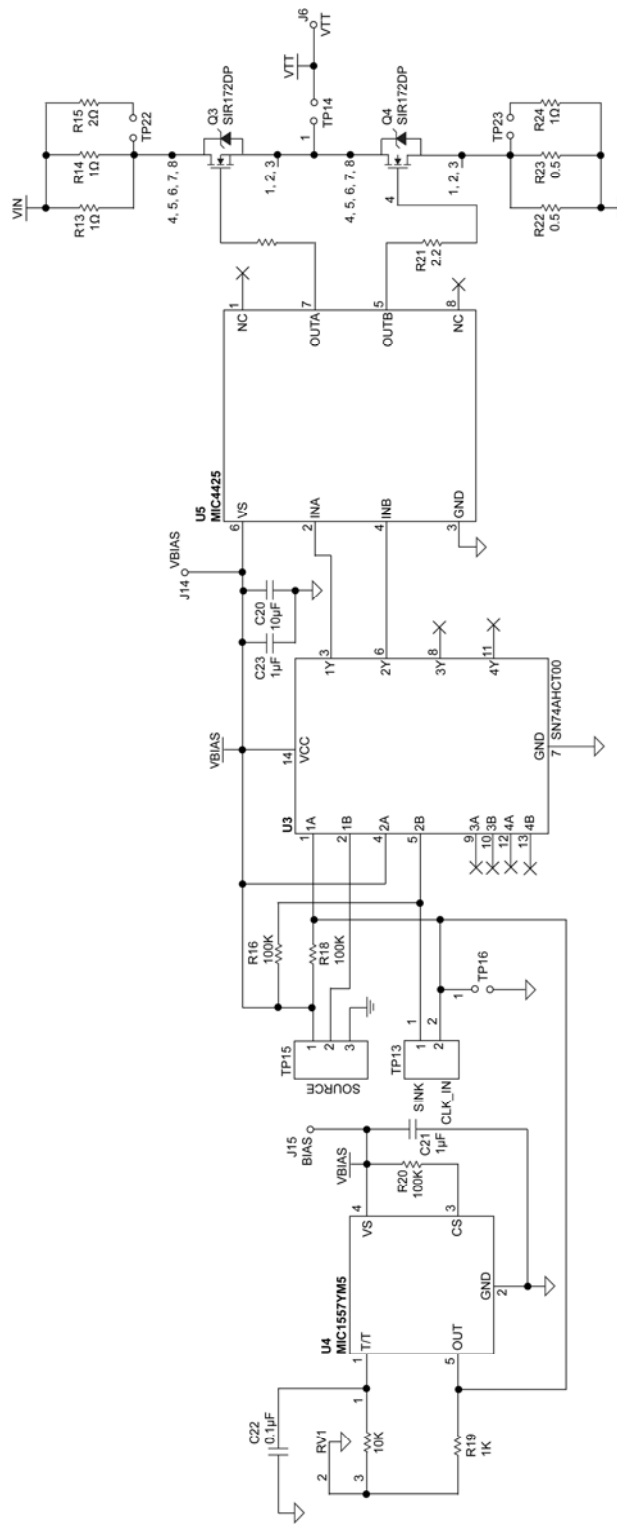 C22
0.1µF
RV1
2
3
10K
1
R19
1K
U4
MIC1557YM5
1
T/T
VS
4
5
OUT
CS
3
GND
2
J15
BIAS
VBIAS
R20
100K
C21
1µF
TP15
1
2
3
SOURCE
R16
100K
R18
100K
TP13
1
2
1
2
SINK
CLK_IN
1
TP16
VBIAS
U3
14
VCC
1
1A
2
1B
4
2A
5
2B
9
3A
10
3B
12
4A
13
4B
1Y
3
2Y
6
3Y
8
4Y
11
GND
7
SN74AHCT00
C23
1µF
C20
10µF
J14
VBIAS
U5
MIC4425
6
VS
2
INA
4
INB
3
GND
NC
1
OUTA
7
OUTB
5
NC
8
R21
2.2
VIN
R13
1Ω
R14
1Ω
R15
2Ω
TP22
4, 5, 6, 7, 8
Q3
SIR172DP
1, 2, 3
1
TP14
VTT
J6
VTT
4, 5, 6, 7, 8
4
Q4
SIR172DP
1, 2, 3
TP23
R22
0.5
R23
0.5
R24
1Ω